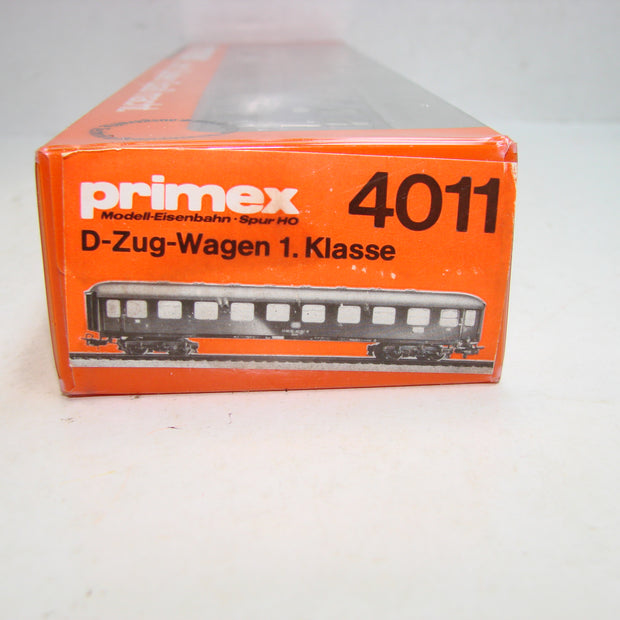 primex
4011
Modell-Eisenbahn · Spur HO
D-Zug-Wagen 1. Klasse